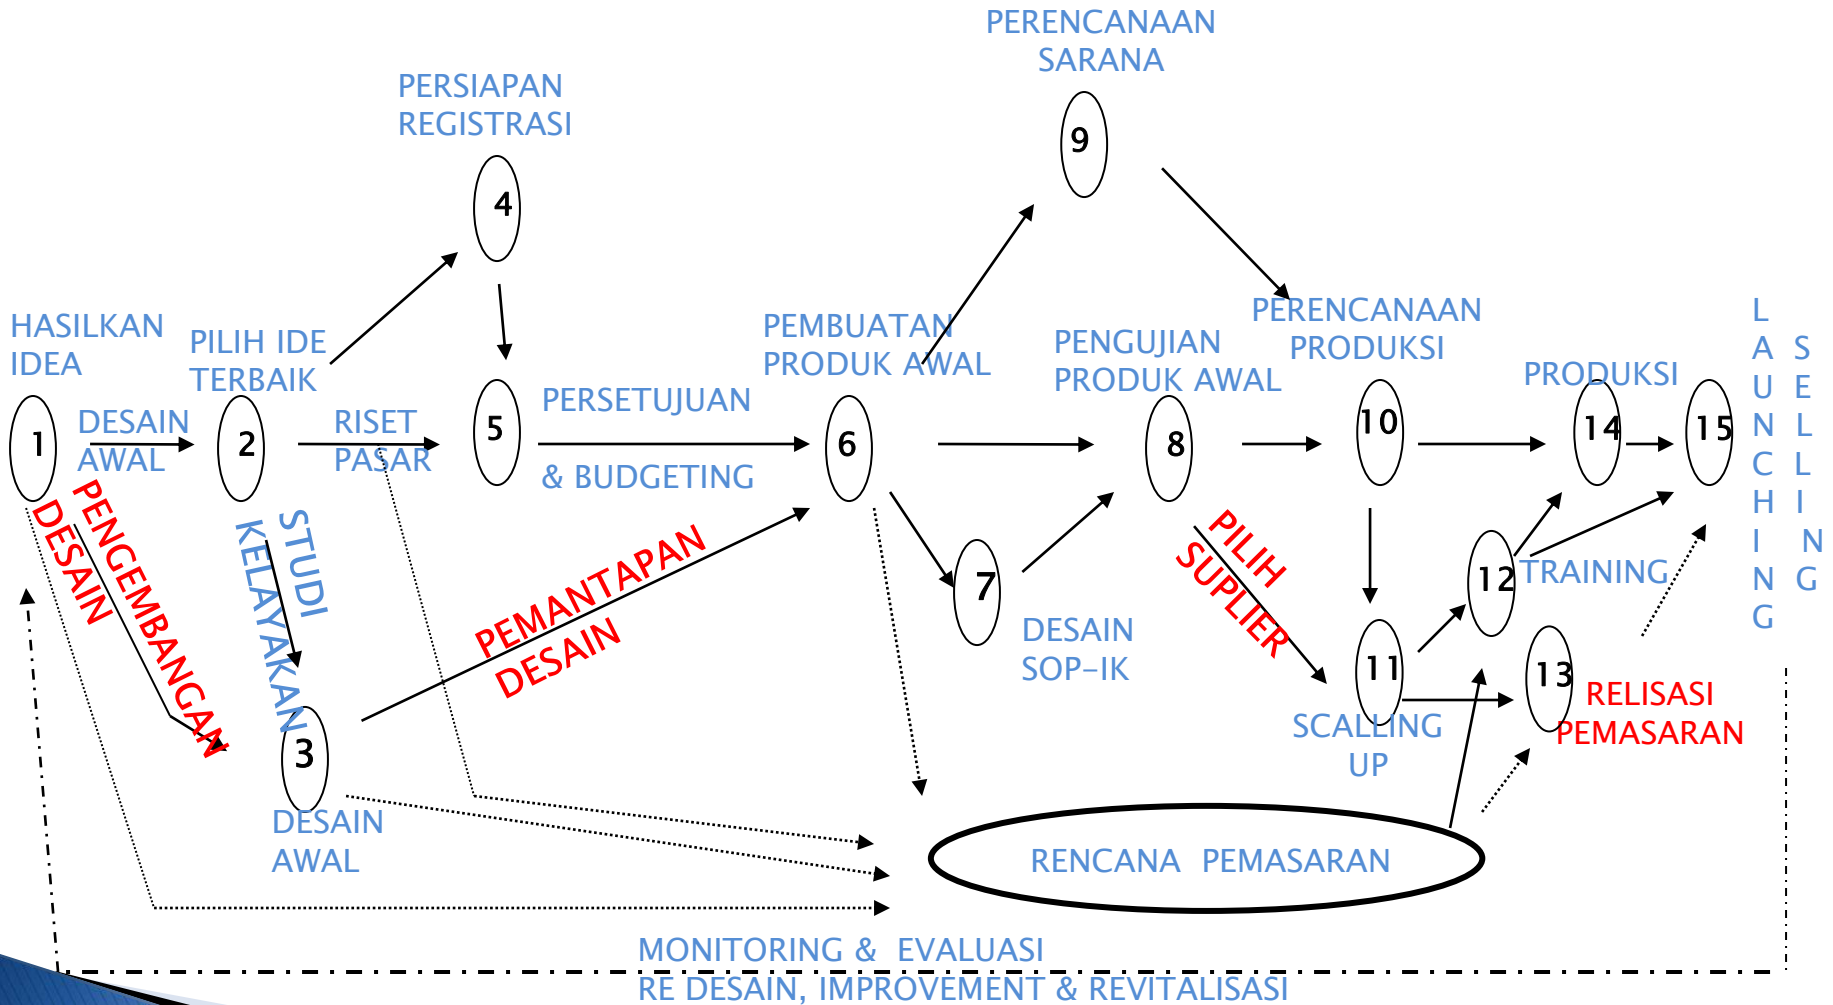 PERENCANAAN
SARANA
9
PERSIAPAN
REGISTRASI
4
HASILKAN
IDEA
1
DESAIN
AWAL
PILIH IDE
TERBAIK
2
RISET
PASAR
5
PERSETUJUAN
& BUDGETING
PEMBUATAN
PRODUK AWAL
6
PENGUJIAN
PRODUK AWAL
8
PERENCANAAN
PRODUKSI
10
PRODUKSI
14
15
LAUNCHING
SELLING
PENGEMBANGAN
DESAIN
STUDI
KELAYAKAN
3
DESAIN
AWAL
PEMANTAPAN
DESAIN
7
DESAIN
SOP-IK
PILIH
SUPLIER
11
SCALLING
UP
12
TRAINING
13
RELISASI
PEMASARAN
RENCANA PEMASARAN
MONITORING & EVALUASI
RE DESAIN, IMPROVEMENT & REVITALISASI